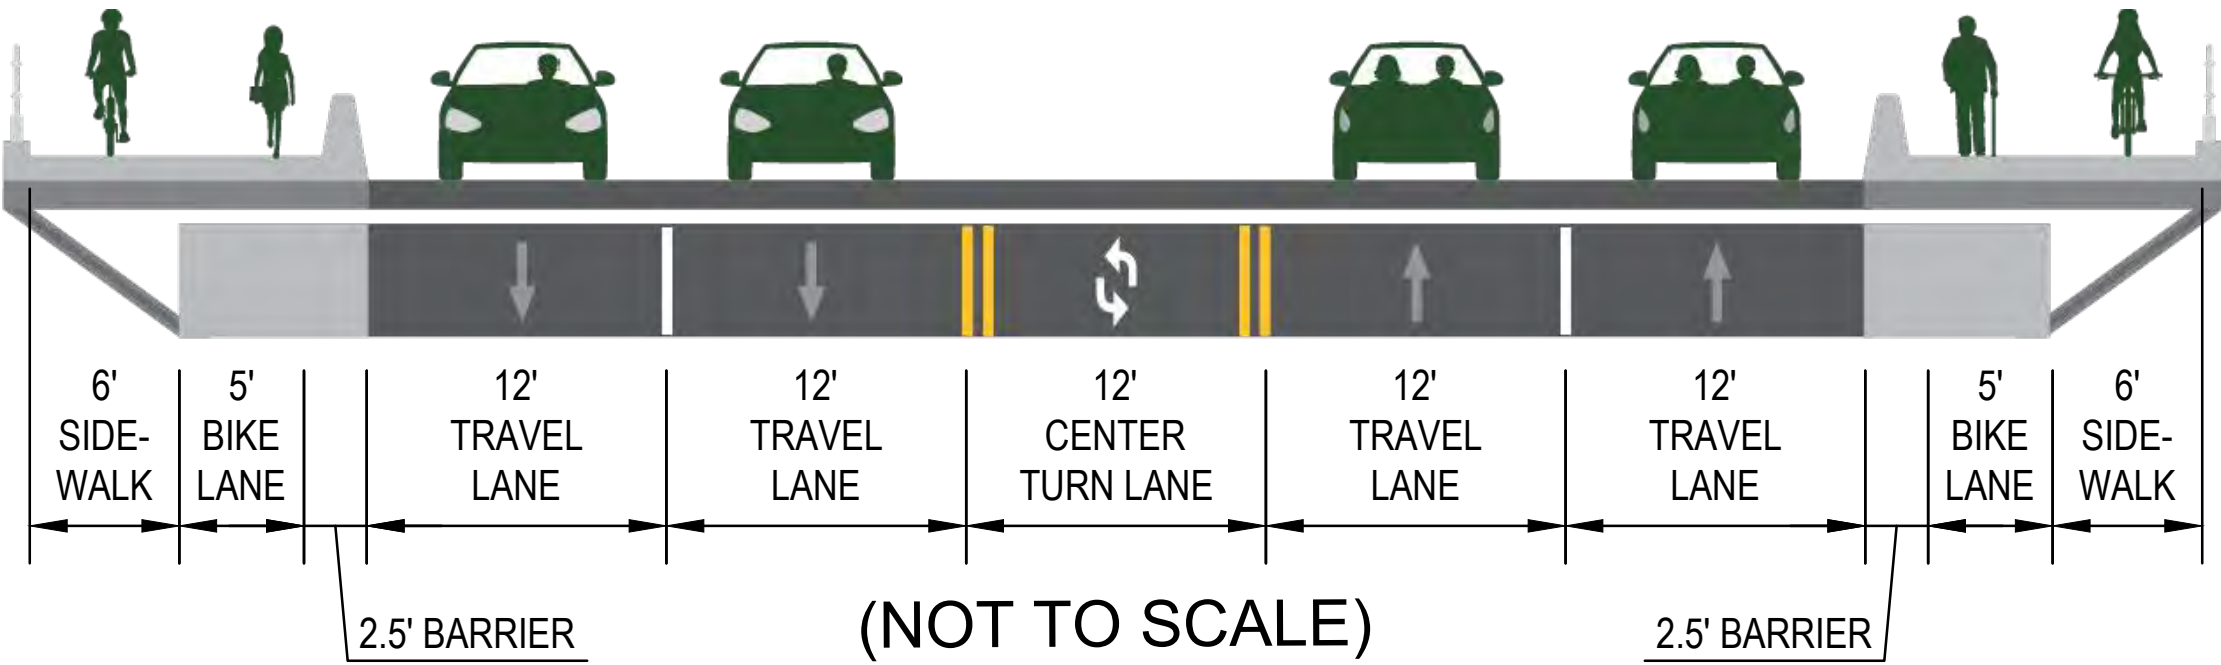 6'
SIDE-
WALK
5'
BIKE
LANE
12'
TRAVEL
LANE
12'
TRAVEL
LANE
12'
CENTER
TURN LANE
12'
TRAVEL
LANE
12'
TRAVEL
LANE
5'
BIKE
LANE
6'
SIDE-
WALK
2.5' BARRIER
(NOT TO SCALE)
2.5' BARRIER